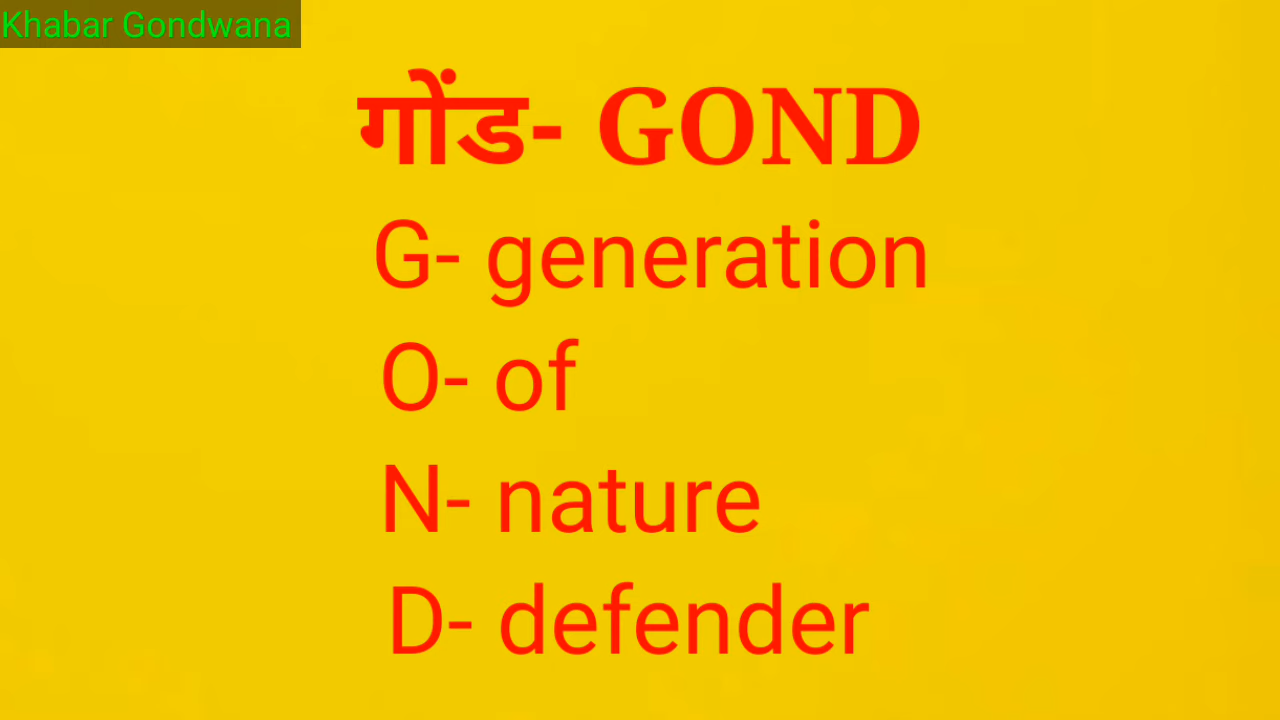 Khabar Gondwana
गोंड- GOND
G- generation
O- of
N- nature
D- defender